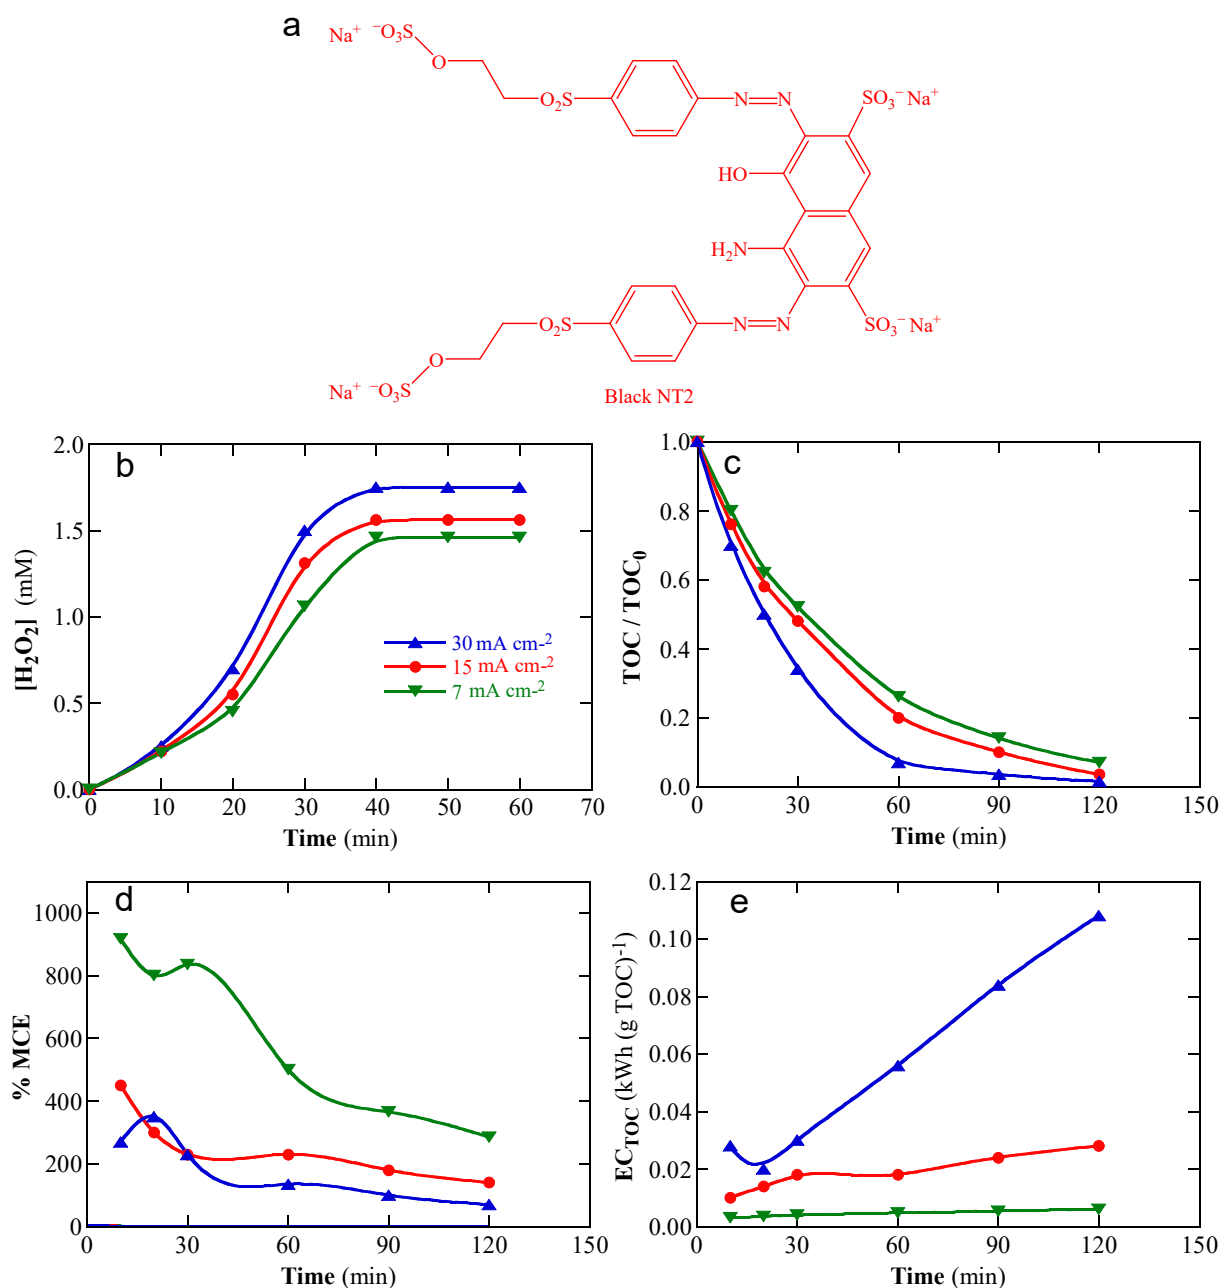 a
Na⁺ ⁻O₃S
O
O₂S
N
N
SO₃⁻ Na⁺
HO
H₂N
O₂S
N
N
SO₃⁻ Na⁺
O
Na⁺ ⁻O₃S
Black NT2
b
2.0
1.5
1.0
0.5
0.0
[H₂O₂] (mM)
30 mA cm-²
15 mA cm-²
7 mA cm-²
0 10 20 30 40 50 60 70
Time (min)
c
1.0
0.8
0.6
0.4
0.2
0.0
TOC / TOC₀
0 30 60 90 120 150
Time (min)
d
1000
800
600
400
200
0
% MCE
0 30 60 90 120 150
Time (min)
e
0.12
0.10
0.08
0.06
0.04
0.02
0.00
EC_TOC (kWh (g TOC)⁻¹
0 30 60 90 120 150
Time (min)